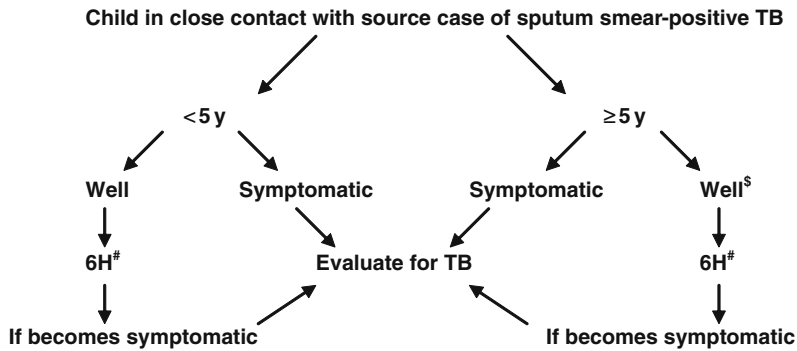 Child in close contact with source case of sputum smear-positive TB
<5 y
≥5 y
Well
Symptomatic
Symptomatic
Well$
6H#
Evaluate for TB
6H#
If becomes symptomatic
If becomes symptomatic